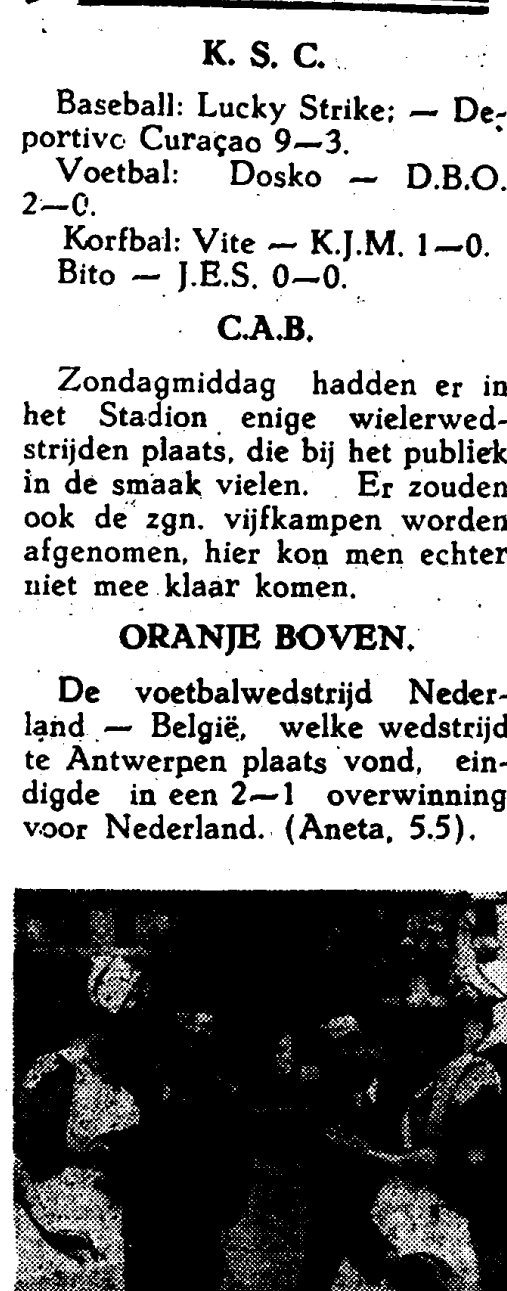 K. S. C.
Baseball: Lucky Strike; — De-
portivo Curaçao 9—3.
Voetbal: Dosko — D.B.O.
2—0.
Korfbal: Vite — K.J.M. 1—0.
Bito — J.E.S. 0—0.
C.A.B.
Zondagmiddag hadden er in
het Stadion enige wielerwed-
strijden plaats, die bij het publiek
in de smaak vielen. Er zouden
ook de zgn. vijfkampen worden
afgenomen, hier kon men echter
niet mee klaar komen.
ORANJE BOVEN.
De voetbalwedstrijd Neder-
land — België, welke wedstrijd
te Antwerpen plaats vond, ein-
digde in een 2—1 overwinning
voor Nederland. (Aneta, 5.5).